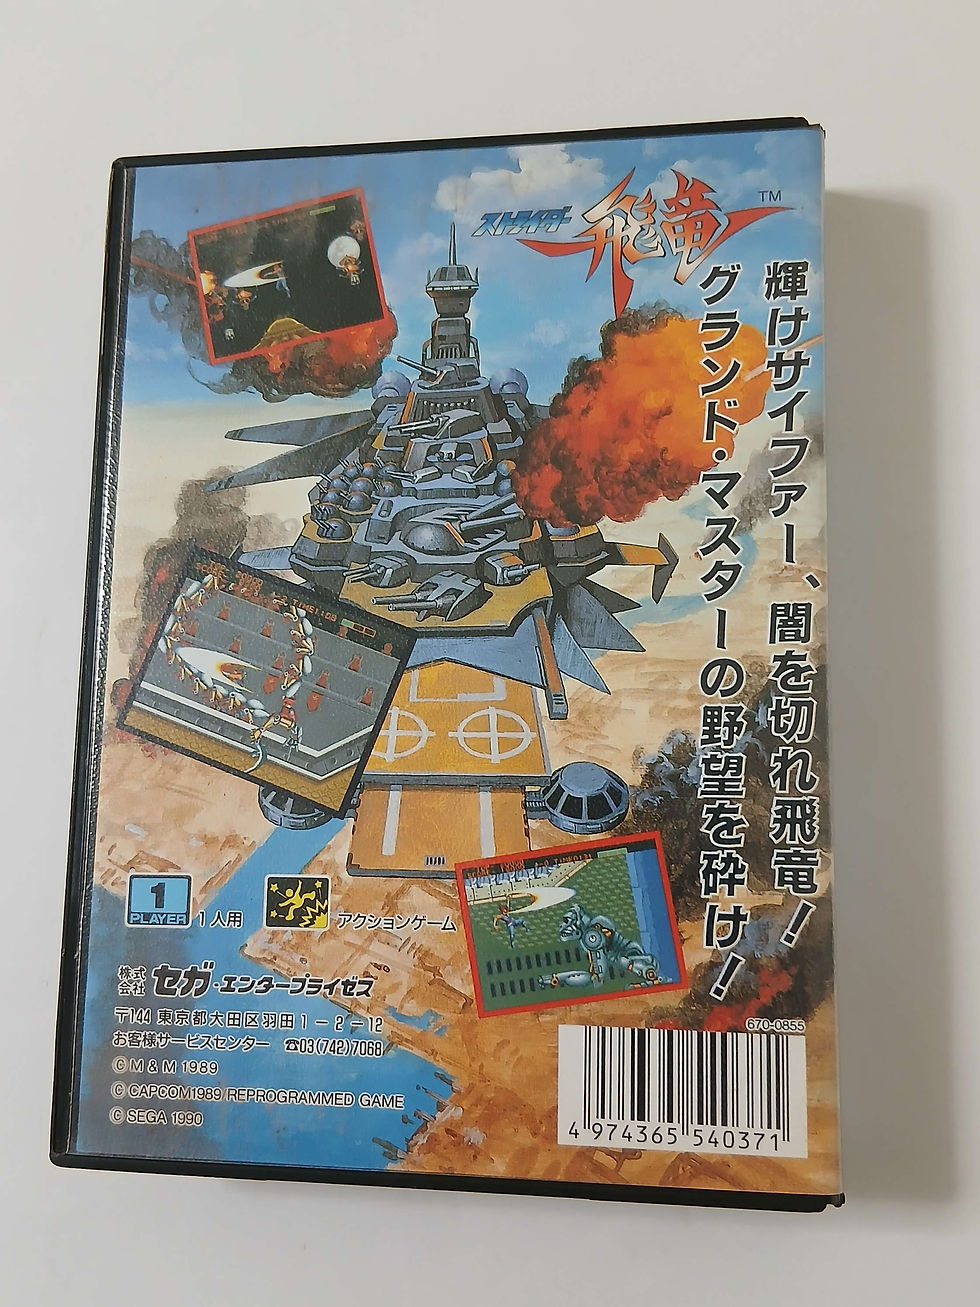 ストライダー飛竜 TM
輝けサイファー、闇を切れ飛竜!
グランド・マスターの野望を砕け!
1
PLAYER
1人用
アクションゲーム
株式会社 セガ・エンタープライゼス
〒144 東京都大田区羽田1-2-12
お客様サービスセンター ☎03(742)7068
© M & M 1989
© CAPCOM1989 REPROGRAMMED GAME
© SEGA 1990
670-0855
4 974365 540371